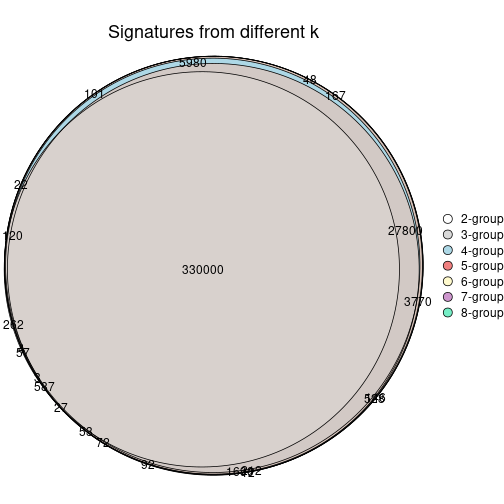 Signatures from different k
5980
48
101
167
22
27800
120
2-group
3-group
4-group
5-group
6-group
7-group
8-group
330000
3770
262
57
587
27
58
72
92